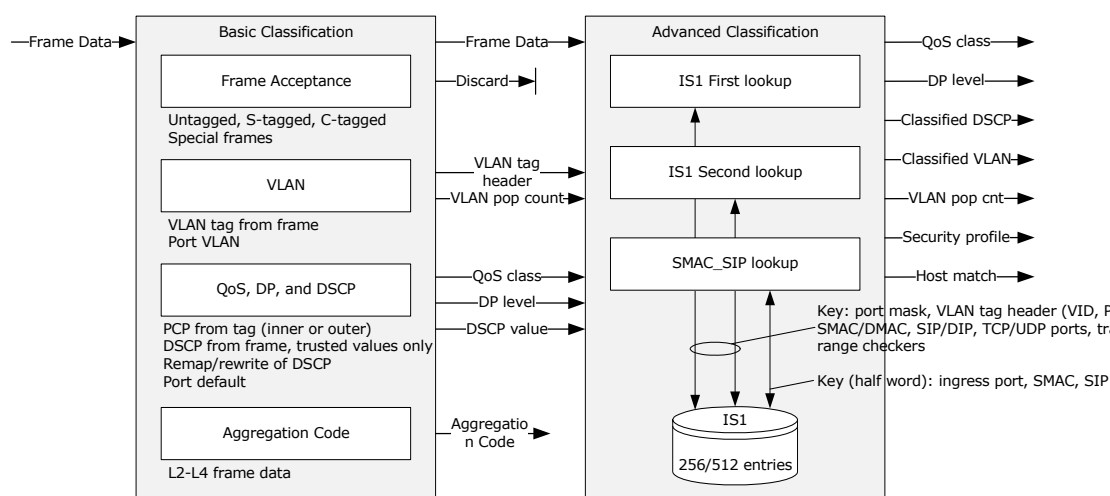 Frame Data
Basic Classification
Frame Acceptance
Untagged, S-tagged, C-tagged
Special frames
VLAN
VLAN tag from frame
Port VLAN
QoS, DP, and DSCP
PCP from tag (inner or outer)
DSCP from frame, trusted values only
Remap/rewrite of DSCP
Port default
Aggregation Code
L2-L4 frame data
Frame Data
Discard
VLAN tag
header
VLAN pop count
QoS class
DP level
DSCP value
Aggregatio
n Code
Advanced Classification
IS1 First lookup
IS1 Second lookup
SMAC_SIP lookup
IS1
256/512 entries
QoS class
DP level
Classified DSCP
Classified VLAN
VLAN pop cnt
Security profile
Host match
Key: port mask, VLAN tag header (VID,
SMAC/DMAC, SIP/DIP, TCP/UDP ports,
range checkers
Key (half word): ingress port, SMAC, SIP